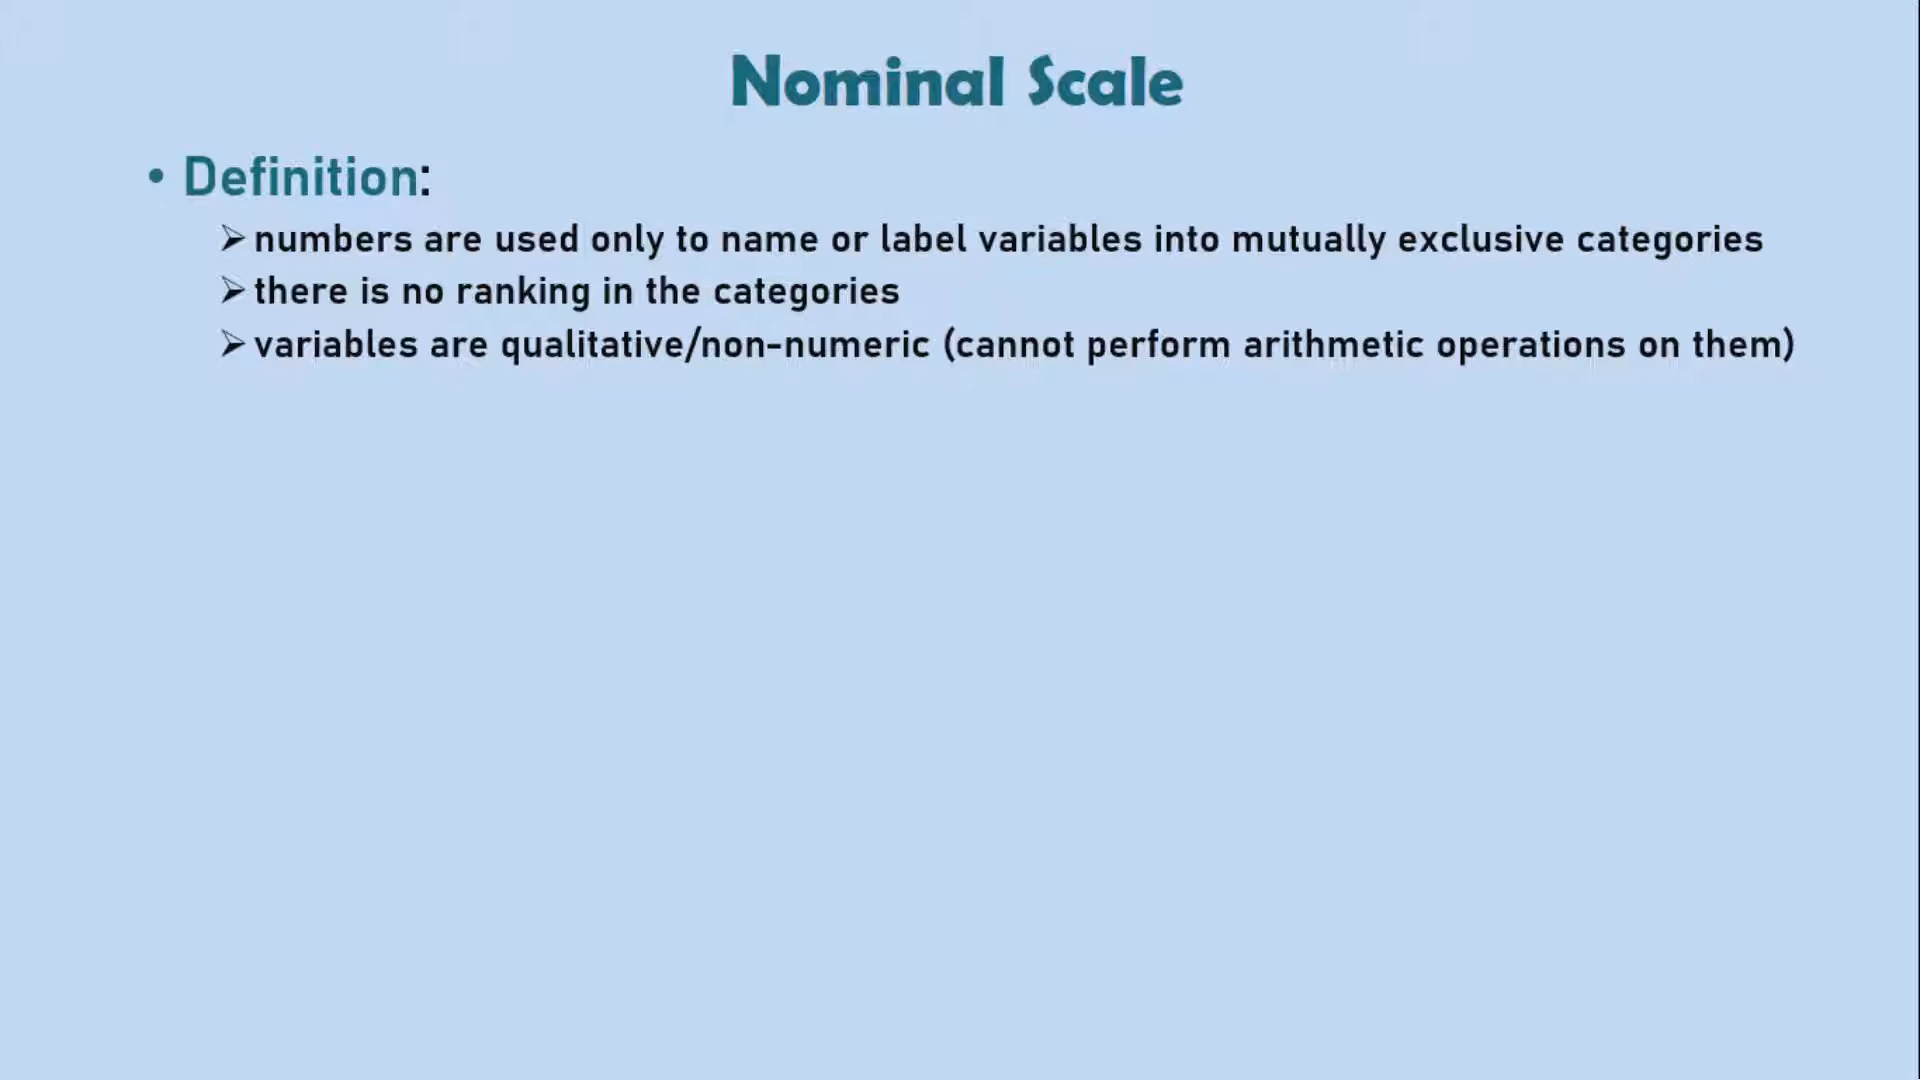 Nominal Scale
• Definition:
➢ numbers are used only to name or label variables into mutually exclusive categories
➢ there is no ranking in the categories
➢ variables are qualitative/non-numeric (cannot perform arithmetic operations on them)